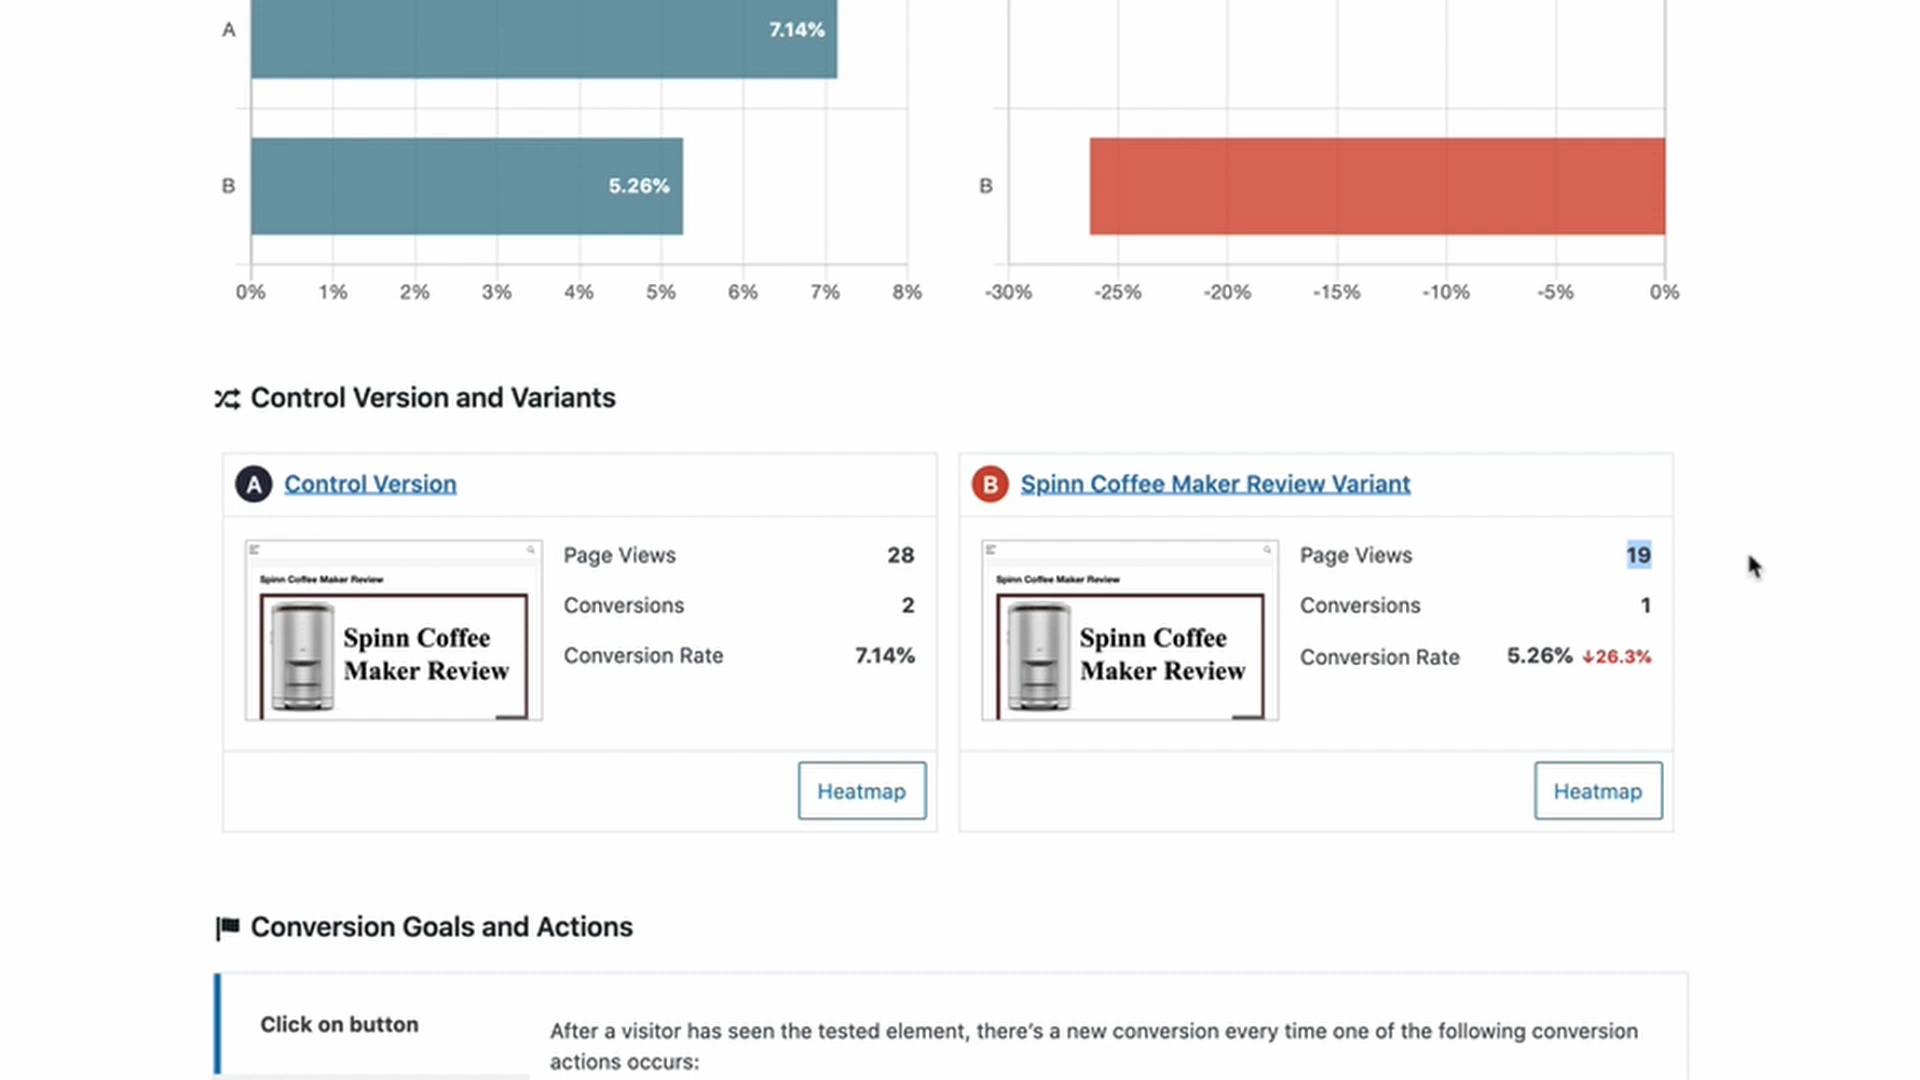 A
7.14%
B
5.26%
B
0% 1% 2% 3% 4% 5% 6% 7% 8%
-30% -25% -20% -15% -10% -5% 0%
Control Version and Variants
A Control Version
Spinn Coffee Maker Review
Spinn Coffee
Maker Review
Page Views 28
Conversions 2
Conversion Rate 7.14%
Heatmap
B Spinn Coffee Maker Review Variant
Spinn Coffee Maker Review
Spinn Coffee
Maker Review
Page Views 19
Conversions 1
Conversion Rate 5.26% ↓26.3%
Heatmap
Conversion Goals and Actions
Click on button
After a visitor has seen the tested element, there’s a new conversion every time one of the following conversion
actions occurs: